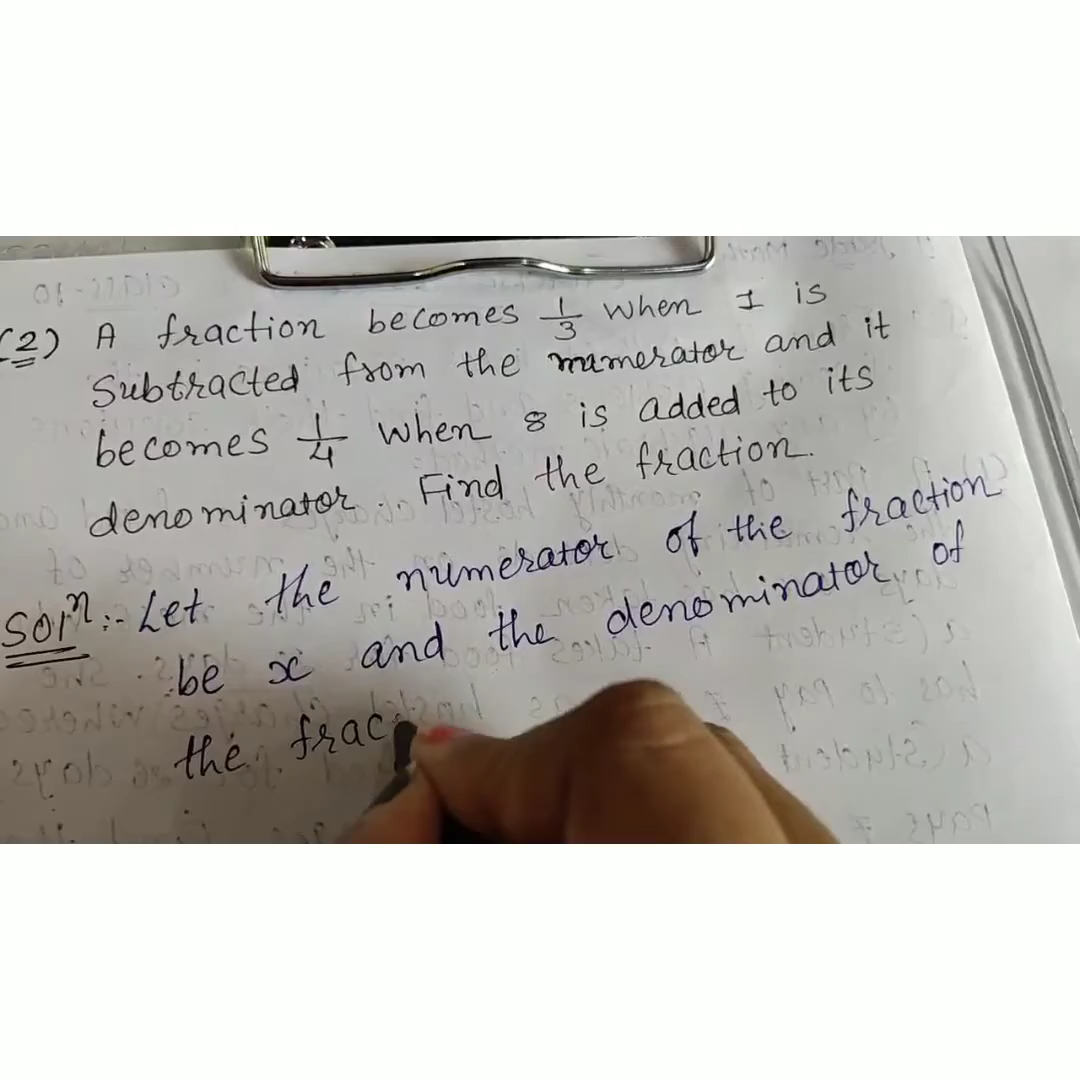 (2) A fraction becomes 1/3 when 1 is
Subtracted from the numerator and it
becomes 1/4 when 8 is added to its
denominator. Find the fraction.
Solⁿ:- Let the numerator of the fraction
be x and the denominator of
the frac